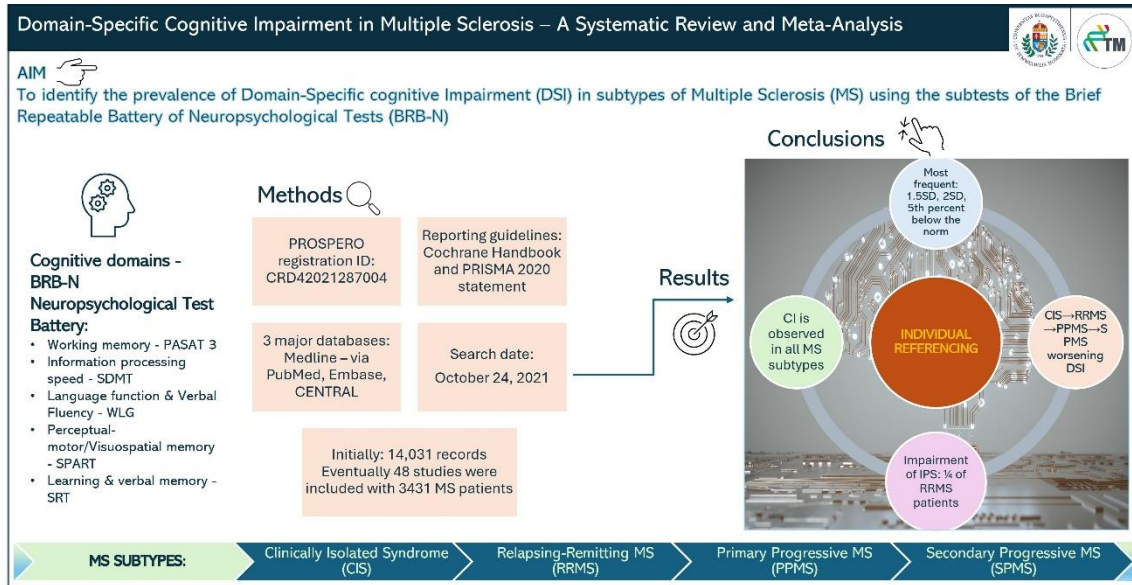 Domain-Specific Cognitive Impairment in Multiple Sclerosis – A Systematic Review and Meta-Analysis
TM
AIM
To identify the prevalence of Domain-Specific cognitive Impairment (DSI) in subtypes of Multiple Sclerosis (MS) using the subtests of the Brief
Repeatable Battery of Neuropsychological Tests (BRB-N)
Cognitive domains -
BRB-N
Neuropsychological Test
Battery:
• Working memory - PASAT 3
• Information processing
speed - SDMT
• Language function & Verbal
Fluency - WLG
• Perceptual-
motor/Visuospatial memory
- SPART
• Learning & verbal memory -
SRT
Methods
PROSPERO
registration ID:
CRD42021287004
Reporting guidelines:
Cochrane Handbook
and PRISMA 2020
statement
3 major databases:
Medline – via
PubMed, Embase,
CENTRAL
Search date:
October 24, 2021
Initially: 14,031 records
Eventually 48 studies were
included with 3431 MS patients
Results
Conclusions
Most
frequent:
1.5SD, 2SD,
5th percent
below the
norm
CI is
observed
in all MS
subtypes
INDIVIDUAL
REFERENCING
CIS→RRMS
→PPMS→S
PMS
worsening
DSI
Impairment
of IPS: ¼ of
RRMS
patients
MS SUBTYPES:
Clinically Isolated Syndrome
(CIS)
Relapsing-Remitting MS
(RRMS)
Primary Progressive MS
(PPMS)
Secondary Progressive MS
(SPMS)